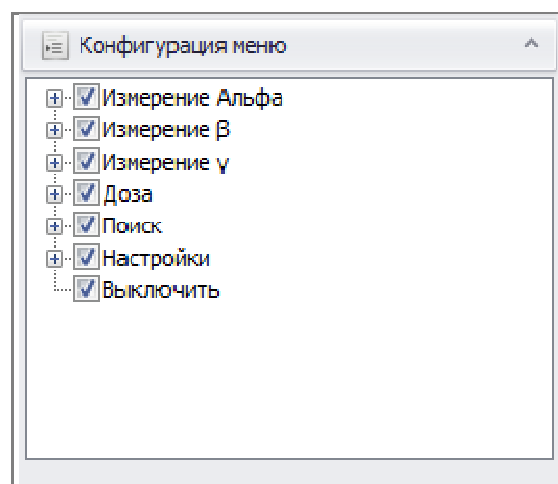 Конфигурация меню
Измерение Альфа
Измерение β
Измерение γ
Доза
Поиск
Настройки
Выключить